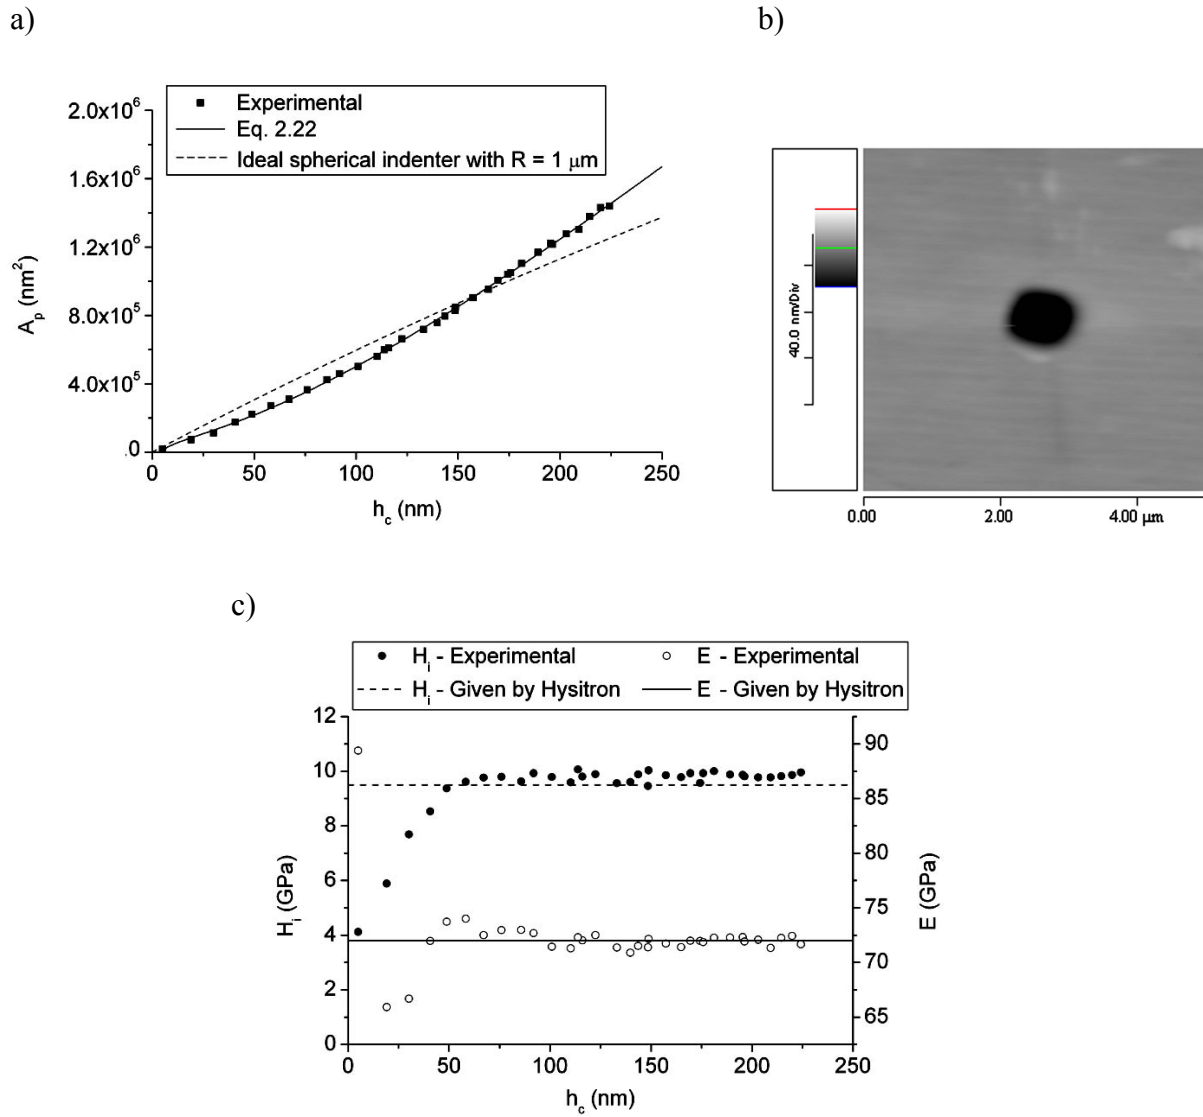 a)
b)
Experimental
Eq. 2.22
Ideal spherical indenter with R = 1 μm
2.0x10⁶
1.6x10⁶
1.2x10⁶
8.0x10⁵
4.0x10⁵
.0
A_p (nm²)
0 50 100 150 200 250
h_c (nm)
40.0 nm/Div
0.00 2.00 4.00 μm
c)
H_i - Experimental E - Experimental
H_i - Given by Hysitron E - Given by Hysitron
12 90
10 85
8 80
6 75
4 70
2 65
0
H_i (GPa)
E (GPa)
0 50 100 150 200 250
h_c (nm)